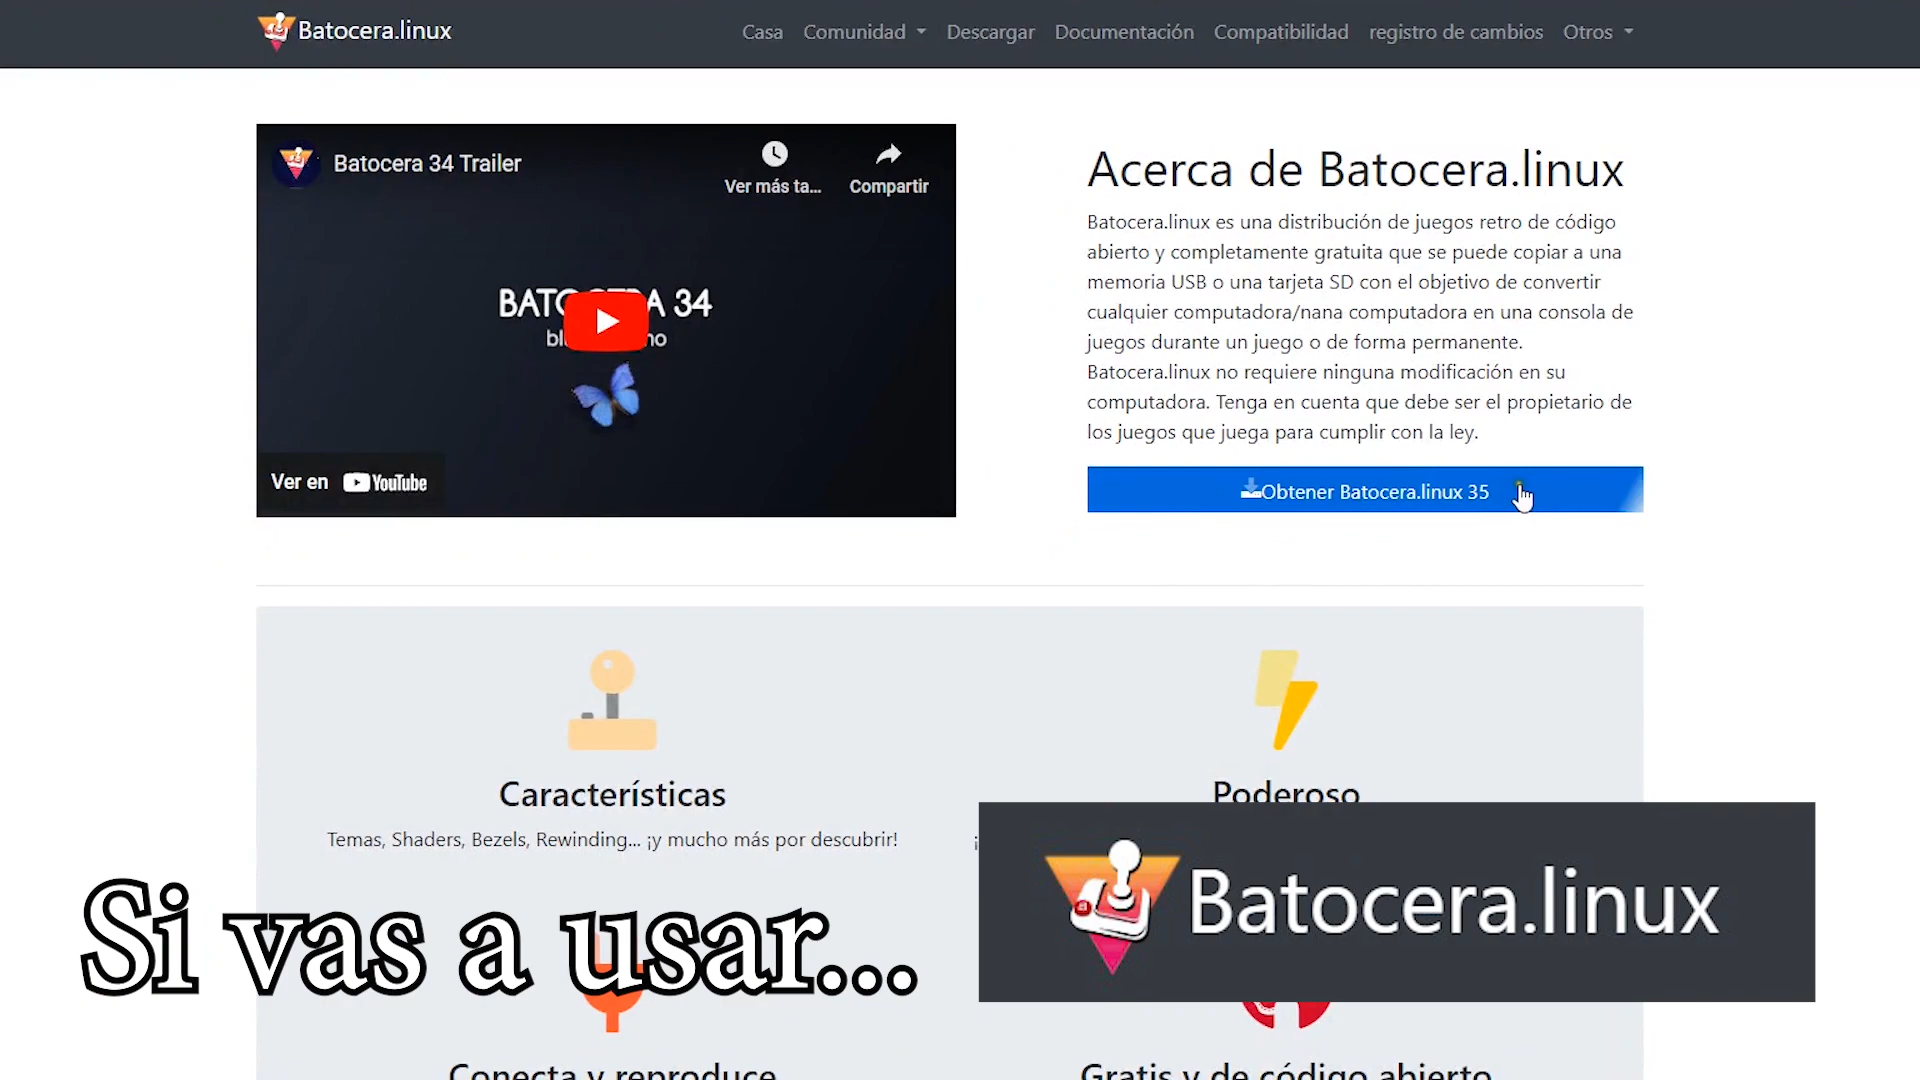 Batocera.linux
Casa Comunidad Descargar Documentación Compatibilidad registro de cambios Otros
Batocera 34 Trailer
Ver más ta... Compartir
34
Ver en YouTube
Acerca de Batocera.linux
Batocera.linux es una distribución de juegos retro de código
abierto y completamente gratuita que se puede copiar a una
memoria USB o una tarjeta SD con el objetivo de convertir
cualquier computadora/nana computadora en una consola de
juegos durante un juego o de forma permanente.
Batocera.linux no requiere ninguna modificación en su
computadora. Tenga en cuenta que debe ser el propietario de
los juegos que juega para cumplir con la ley.
Obtener Batocera.linux 35
Características
Temas, Shaders, Bezels, Rewinding... ¡y mucho más por descubrir!
Poderoso
Si vas a usar...
Batocera.linux
Conecta y reproduce
Gratis y de código abierto